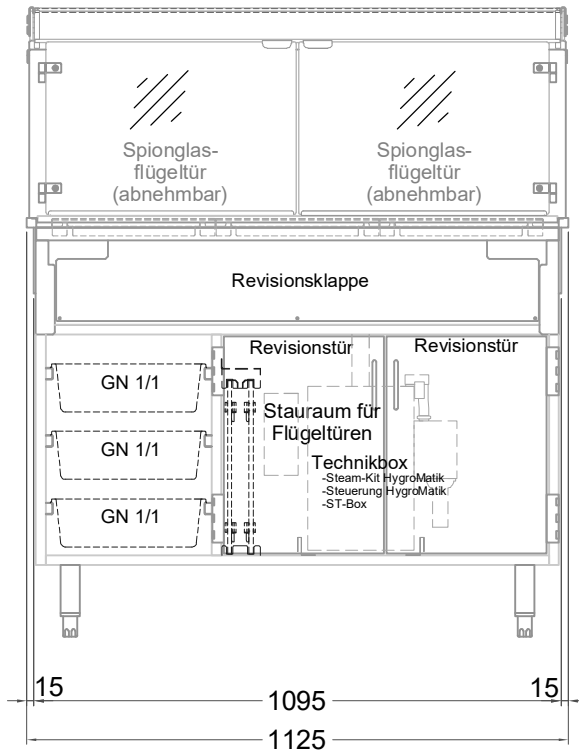 Spionglas-
flügeltür
(abnehmbar)
Spionglas-
flügeltür
(abnehmbar)
Revisionsklappe
Revisionstür
Revisionstür
GN 1/1
GN 1/1
GN 1/1
Stauraum für
Flügeltüren
Technikbox
-Steam-Kit HygroMatik
-Steuerung HygroMatik
-ST-Box
15
1095
15
1125